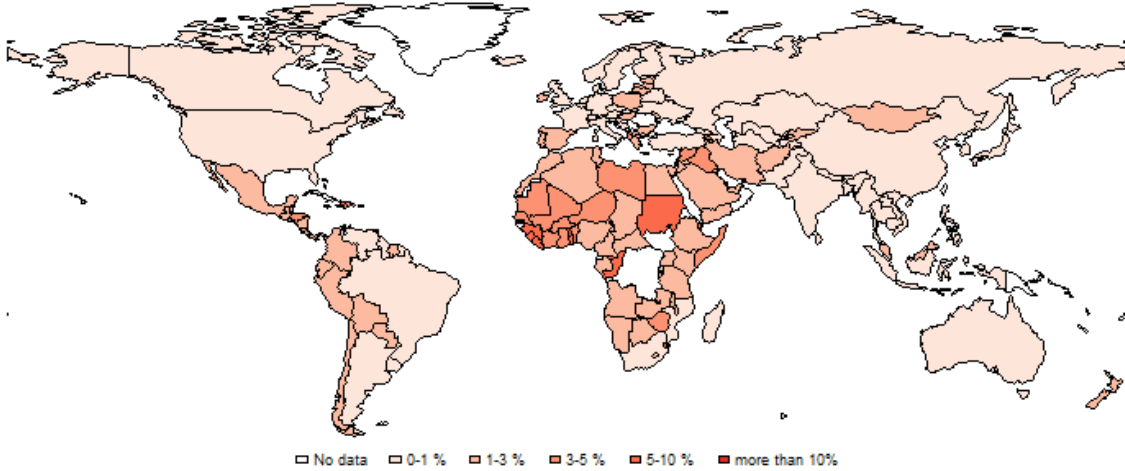 No data 0-1 % 1-3 % 3-5 % 5-10 % more than 10%